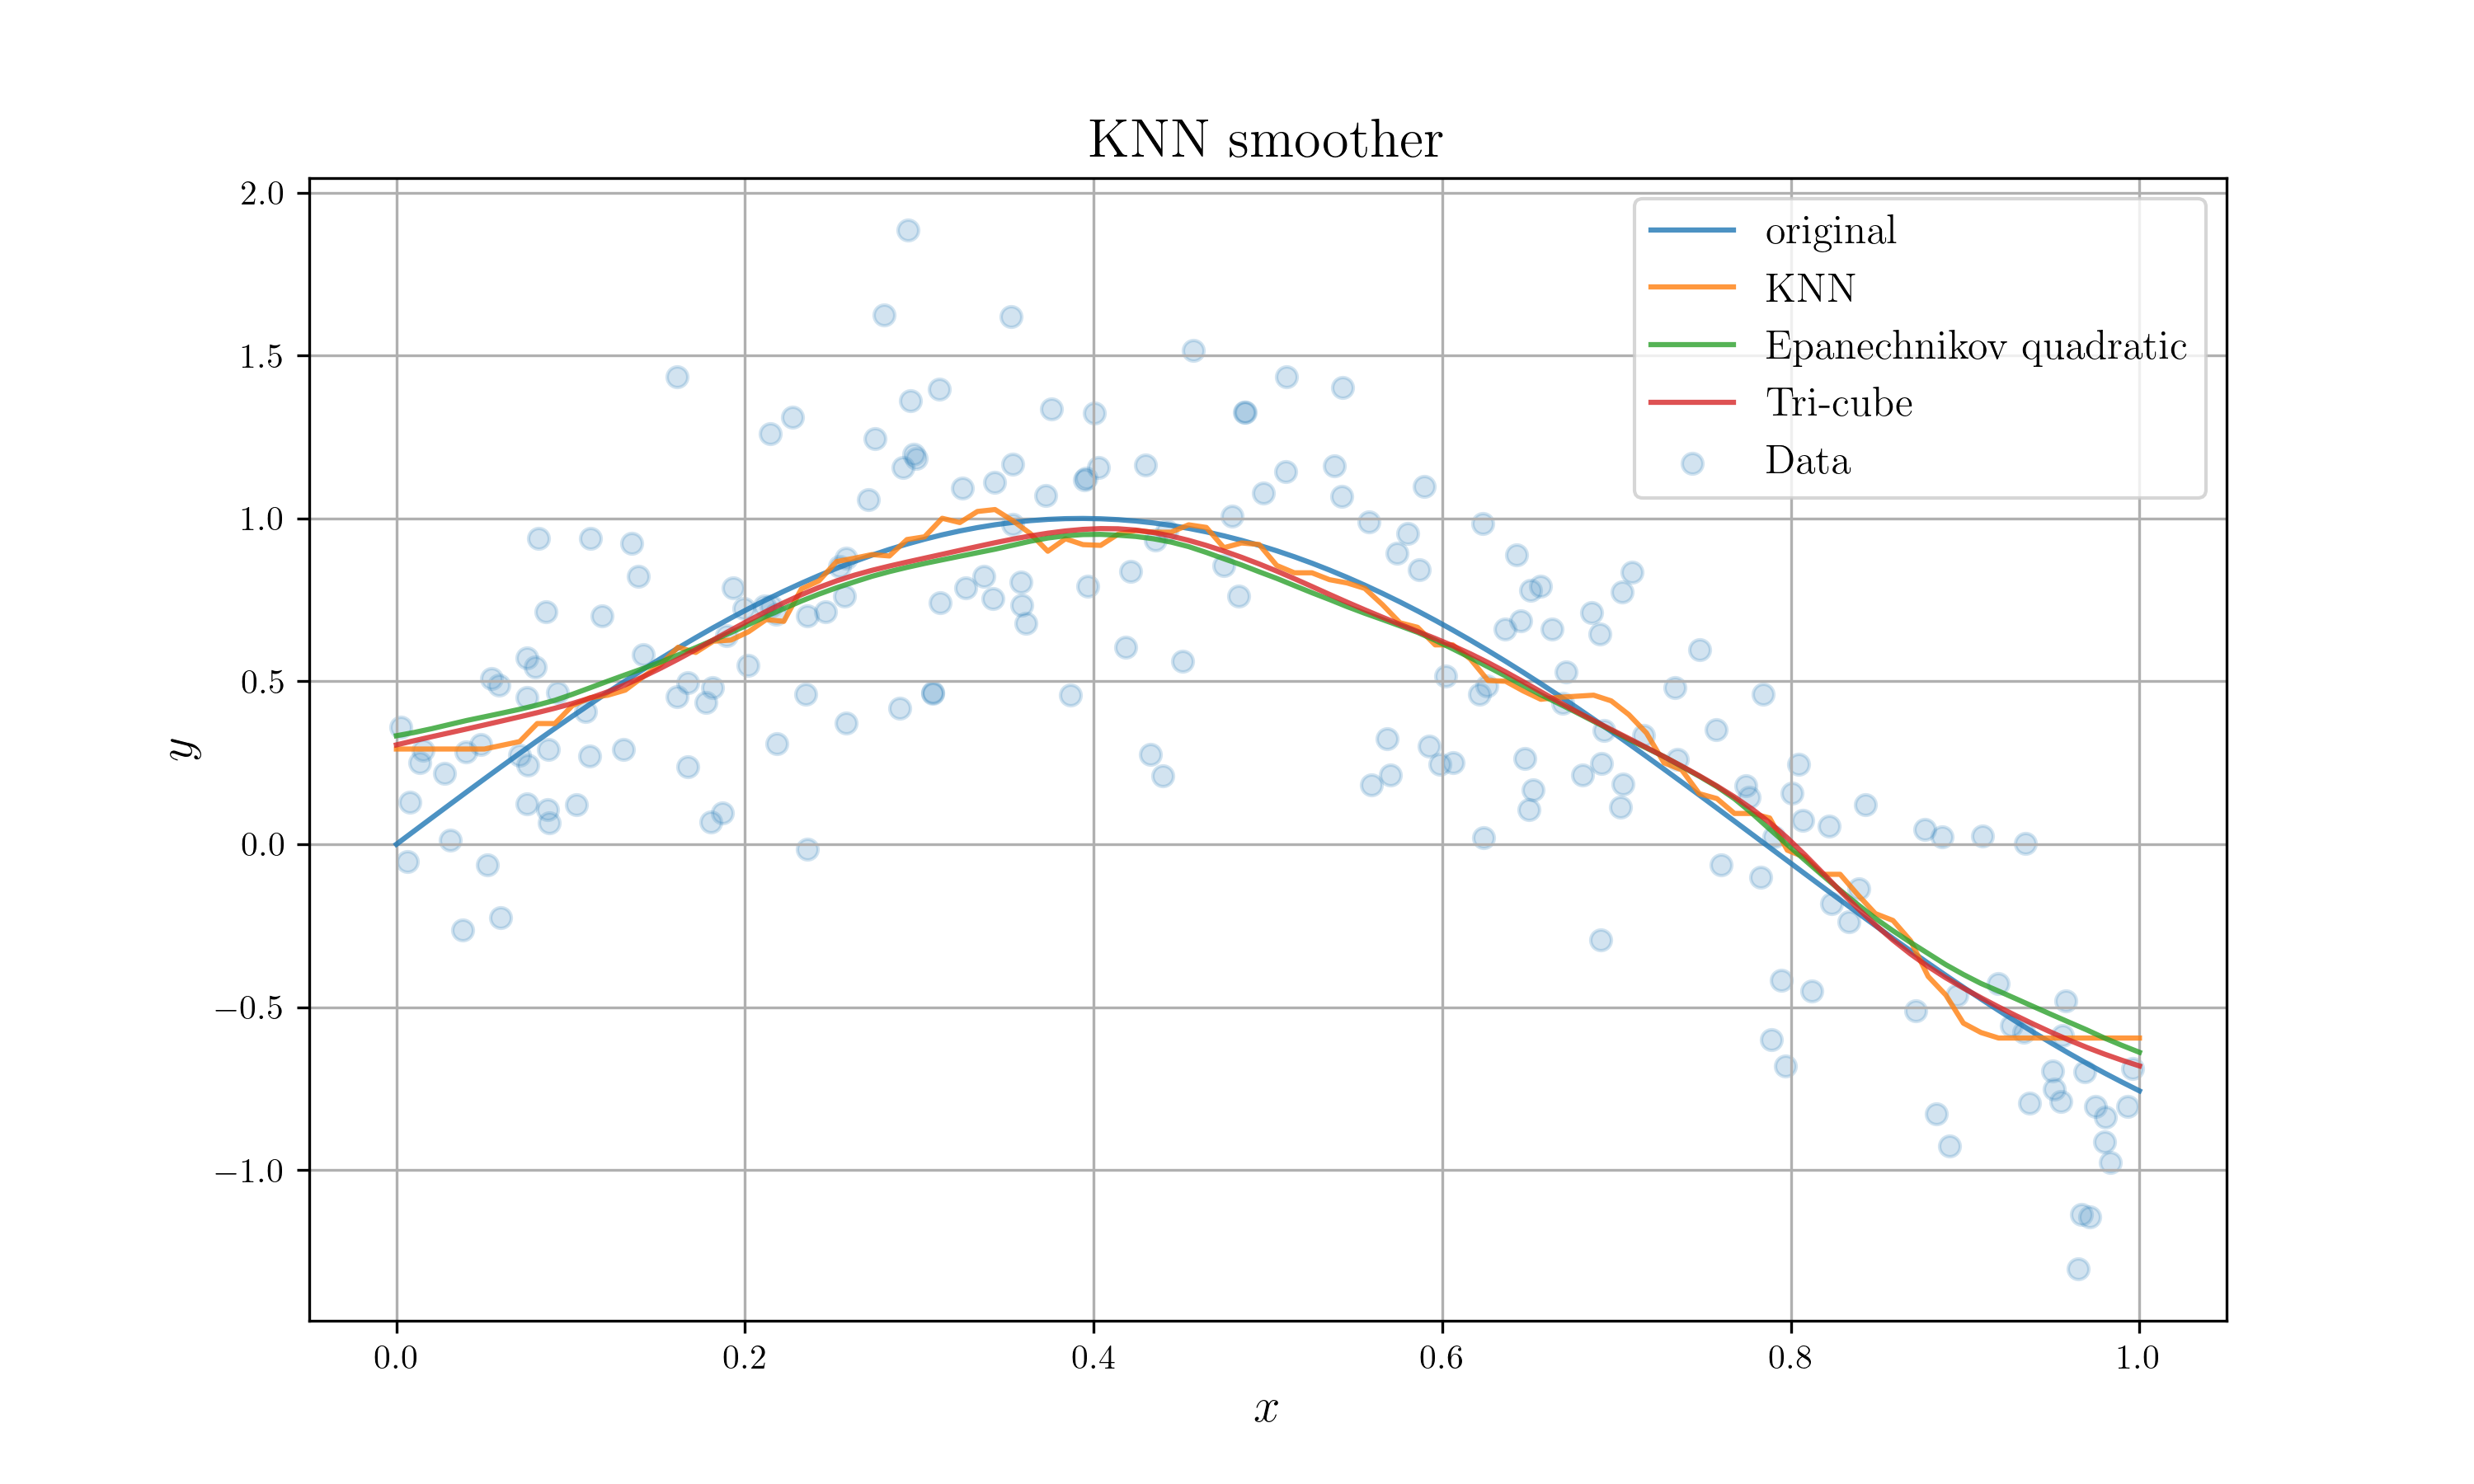 KNN smoother
2.0
1.5
1.0
0.5
0.0
−0.5
−1.0
y
original
KNN
Epanechnikov quadratic
Tri-cube
Data
0.0 0.2 0.4 0.6 0.8 1.0
x